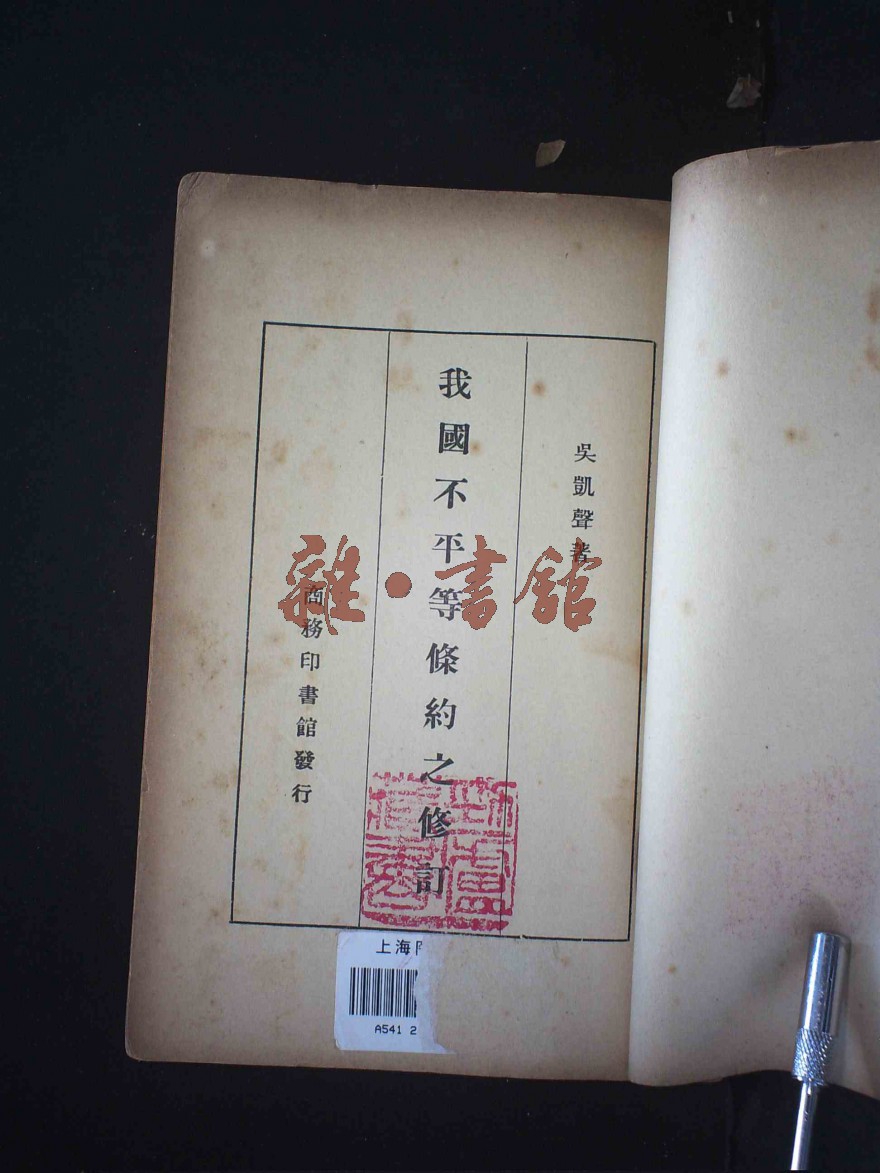 吳凱聲著
我國不平等條約之修訂
商務印書館發行
雜·書館
上海
A541 2